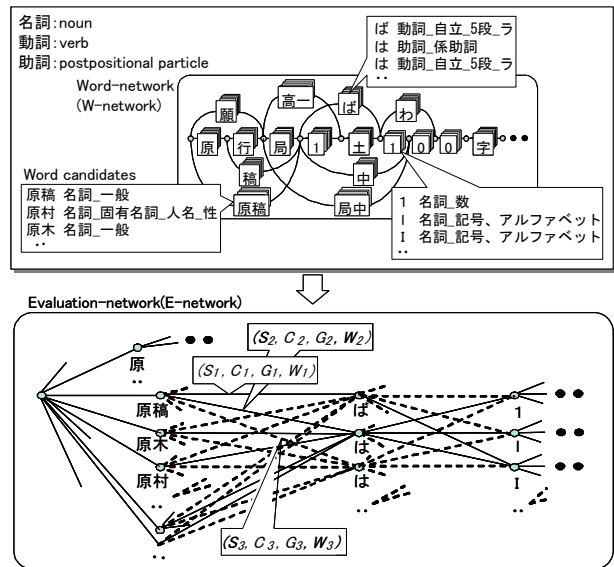 名詞:noun
動詞:verb
助詞:postpositional particle
Word-network
(W-network)
ば 動詞_自立_5段_ラ
は 助詞_係助詞
は 動詞_自立_5段_ラ
‥
願
高一
ば
わ
原
行
局
1
土
1
0
0
字
稿
中
原稿
局中
Word candidates
原稿 名詞_一般
原村 名詞_固有名詞_人名_性
原木 名詞_一般
‥
1 名詞_数
l 名詞_記号、アルファベット
I 名詞_記号、アルファベット
‥
Evaluation-network(E-network)
(S2, C2, G2, W2)
(S1, C1, G1, W1)
原
‥
原稿
ば
1
原木
は
l
原村
は
I
‥
‥
‥
(S3, C3, G3, W3)
‥